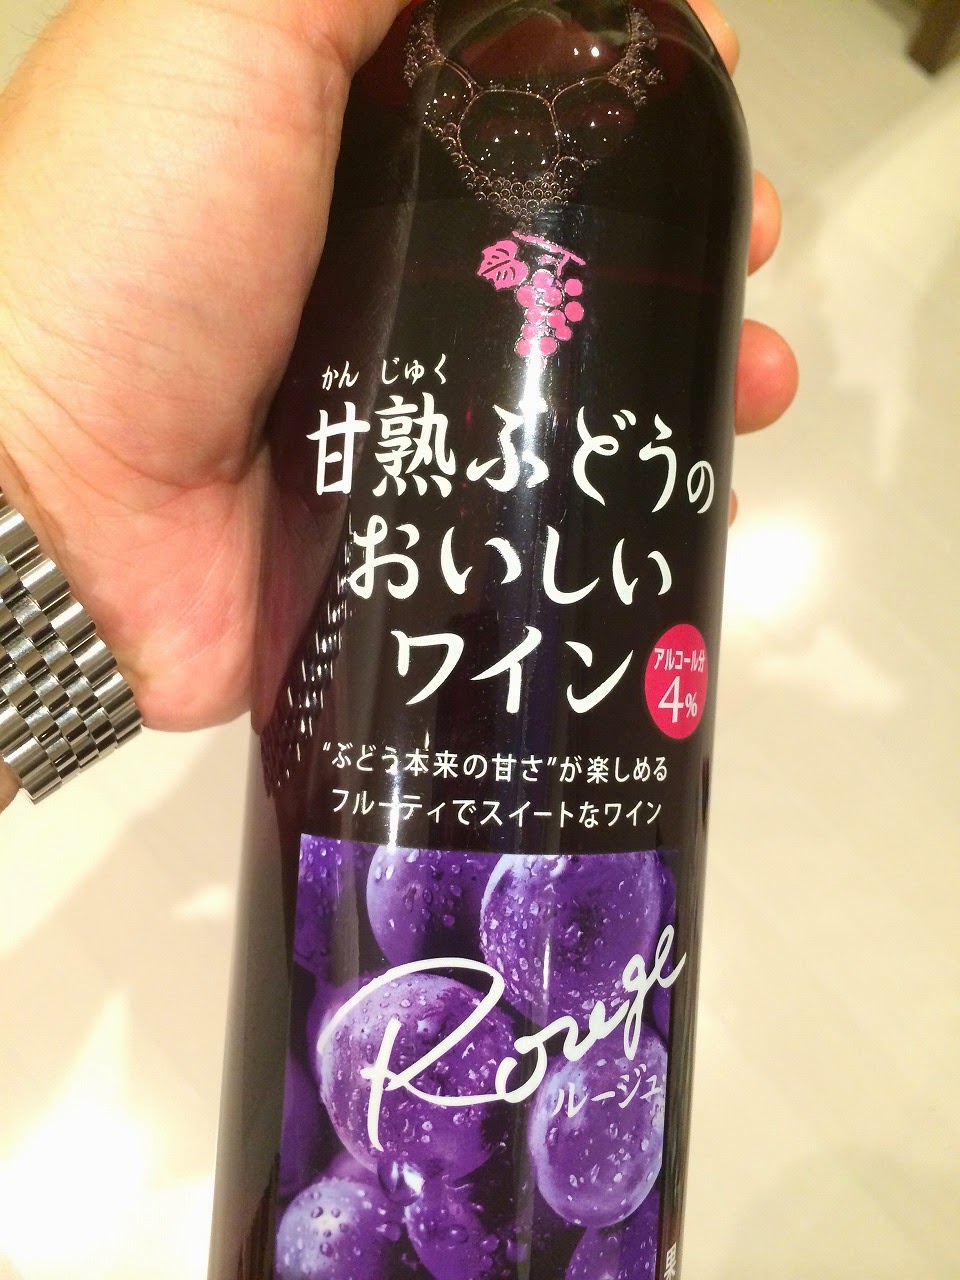 かん じゅく
甘熟ぶどうの
おいしい
ワイン
アルコール分
4%
“ぶどう本来の甘さ”が楽しめる
フルーティでスイートなワイン
Rouge
ルージュ
果